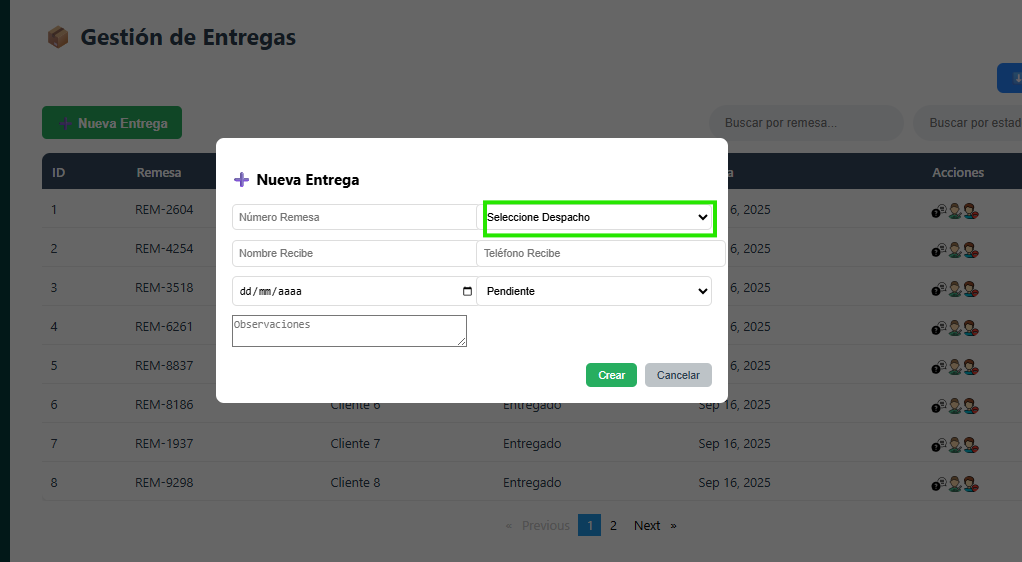 Gestión de Entregas
Nueva Entrega
Buscar por remesa...
Buscar por estad
ID Remesa a Acciones
1 REM-2604 6, 2025
2 REM-4254 6, 2025
3 REM-3518 6, 2025
4 REM-6261 6, 2025
5 REM-8837 6, 2025
6 REM-8186 Cliente 6 Entregado Sep 16, 2025
7 REM-1937 Cliente 7 Entregado Sep 16, 2025
8 REM-9298 Cliente 8 Entregado Sep 16, 2025
« Previous 1 2 Next »
Nueva Entrega
Número Remesa Seleccione Despacho
Nombre Recibe Teléfono Recibe
dd/mm/aaaa Pendiente
Observaciones
Crear Cancelar